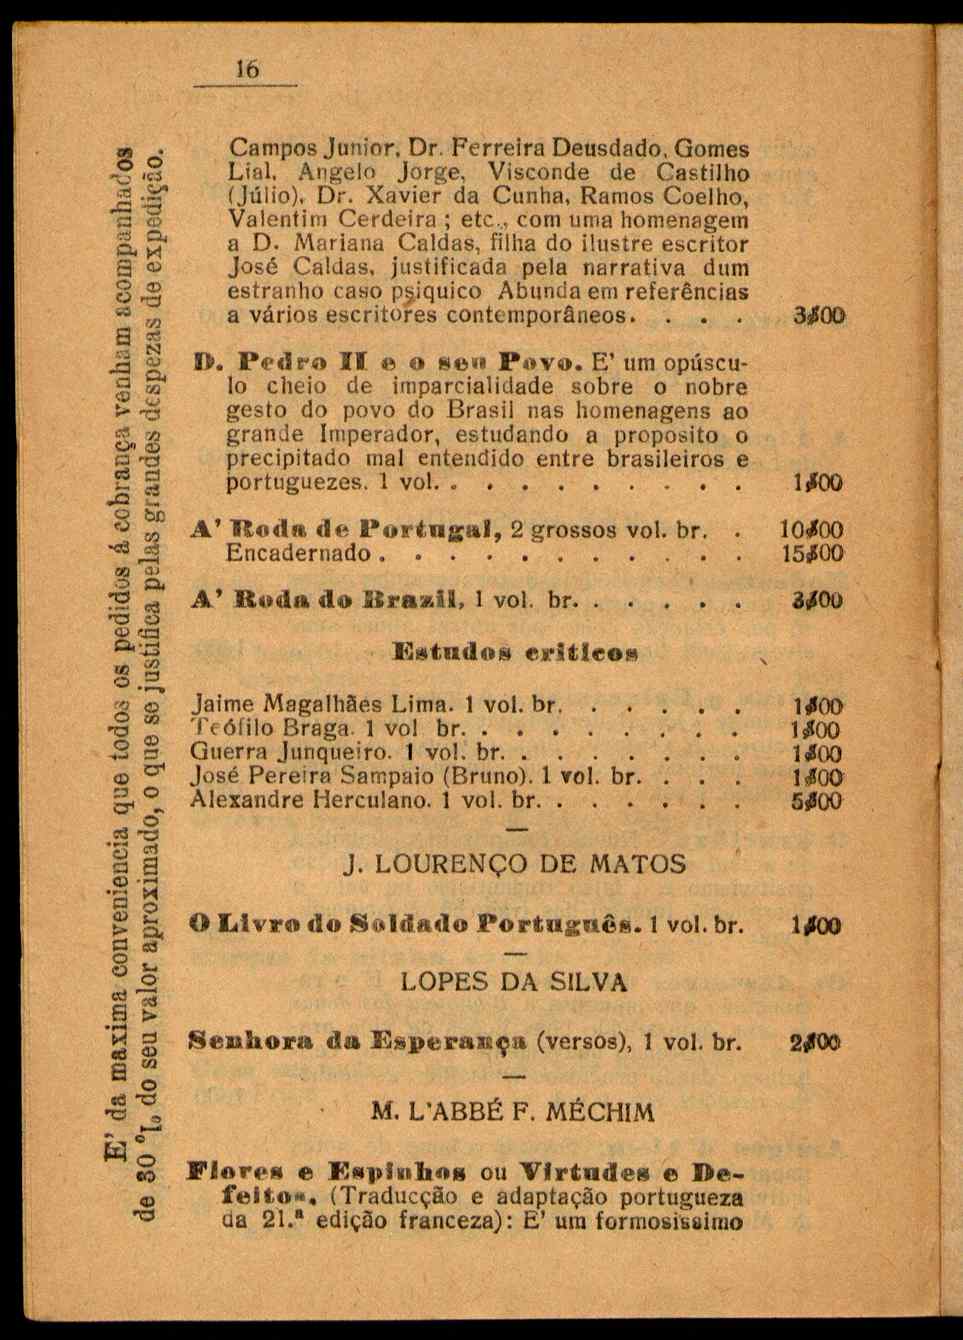 16
Campos Junior, Dr. Ferreira Deusdado, Gomes
Lial, Angelo Jorge, Visconde de Castilho
(Júlio), Dr. Xavier da Cunha, Ramos Coelho,
Valentim Cerdeira ; etc., com uma homenagem
a D. Mariana Caldas, filha do ilustre escritor
José Caldas, justificada pela narrativa dum
estranho caso psiquico Abunda em referências
a vários escritores contemporâneos. . . . 3$00
D. Pedro II e o seu Povo. E' um opúscu-
lo cheio de imparcialidade sobre o nobre
gesto do povo do Brasil nas homenagens ao
grande Imperador, estudando a proposito o
precipitado mal entendido entre brasileiros e
portuguezes. 1 vol. . . . . . . . . . 1$00
A' Roda de Portugal, 2 grossos vol. br. . 10$00
Encadernado . . . . . . . . . . . 15$00
A' Roda do Brazil, 1 vol. br. . . . . . 3$00
Estudos criticos
Jaime Magalhães Lima. 1 vol. br. . . . . . 1$00
Teófilo Braga. 1 vol br. . . . . . . . . 1$00
Guerra Junqueiro. 1 vol. br. . . . . . . . 1$00
José Pereira Sampaio (Bruno). 1 vol. br. . . . 1$00
Alexandre Herculano. 1 vol. br. . . . . . . 5$00
J. LOURENÇO DE MATOS
O Livro do Soldado Português. 1 vol. br. 1$00
LOPES DA SILVA
Senhora da Esperança (versos), 1 vol. br. 2$00
M. L'ABBÉ F. MÉCHIM
Flores e Espinhos ou Virtudes e De-
feitos. (Traducção e adaptação portugueza
da 21.ª edição franceza): E' um formosissimo
E' da maxima conveniencia que todos os pedidos á cobrança venham acompanhados
de 30 º|o do seu valor aproximado, o que se justifica pelas grandes despezas de expedição.